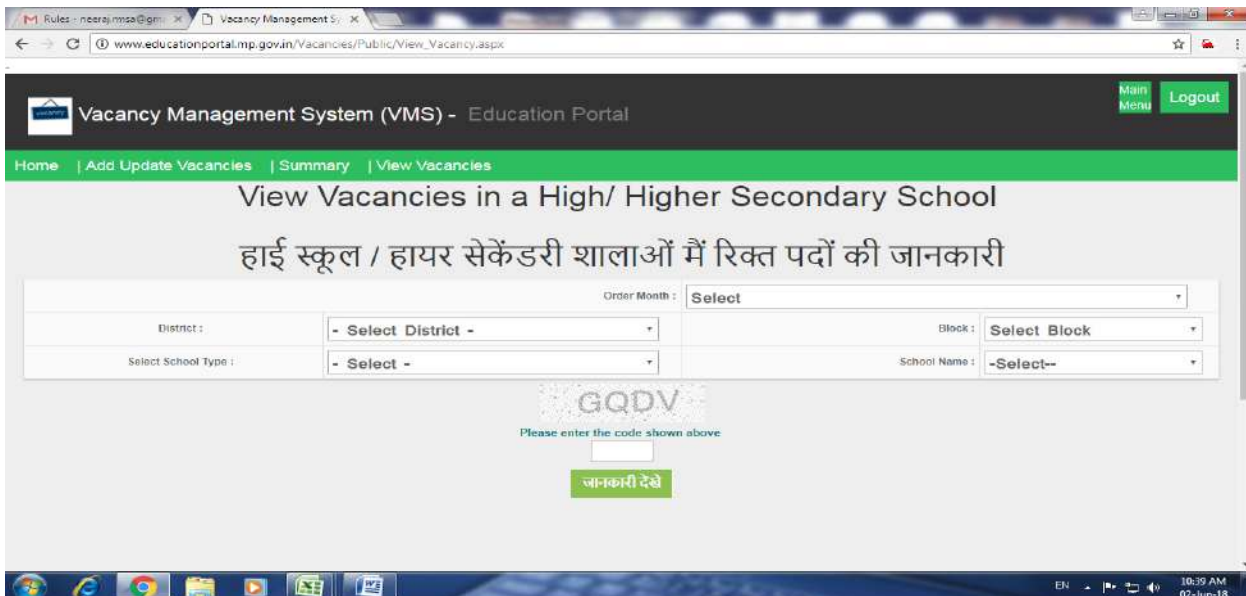 Rules - neeraj.rmsa@gm
Vacancy Management S
www.educationportal.mp.gov.in/Vacancies/Public/View_Vacancy.aspx
Vacancy Management System (VMS) - Education Portal
Main Menu
Logout
Home | Add Update Vacancies | Summary | View Vacancies
View Vacancies in a High/ Higher Secondary School
हाई स्कूल / हायर सेकेंडरी शालाओं मैं रिक्त पदों की जानकारी
Order Month : Select
District : - Select District - Block : Select Block
Select School Type : - Select - School Name : -Select--
GQDV
Please enter the code shown above
जानकारी देखे
EN 10:39 AM
02-Jun-18